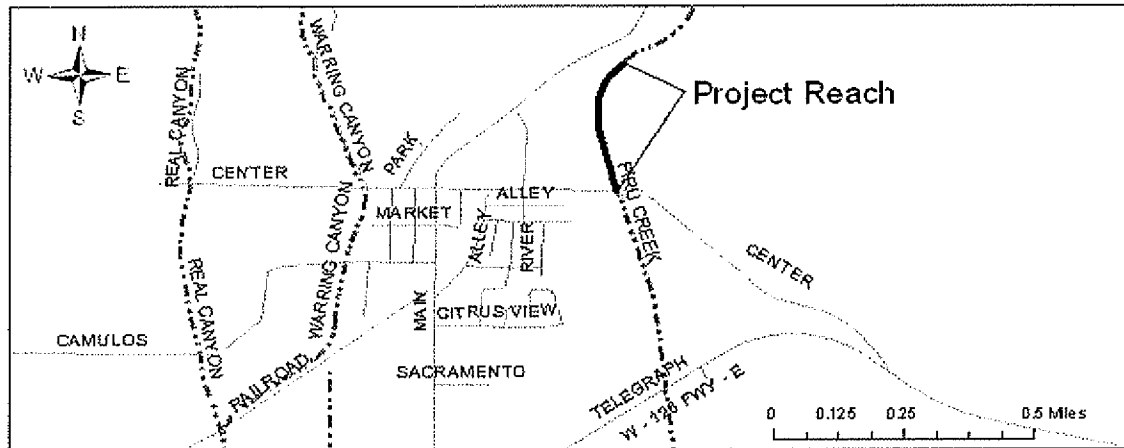 N
W E
S
REAL CANYON
WARRING CANYON
Project Reach
CENTER
PARK
ALLEY
MARKET
WARRING CANYON
ALLEY
RIVER
PIRU CREEK
CENTER
REAL CANYON
MAIN
CITRUS VIEW
CAMULOS
RAILROAD
SACRAMENTO
TELEGRAPH
W - 126 FWY - E
0 0.125 0.25 0.5 Miles